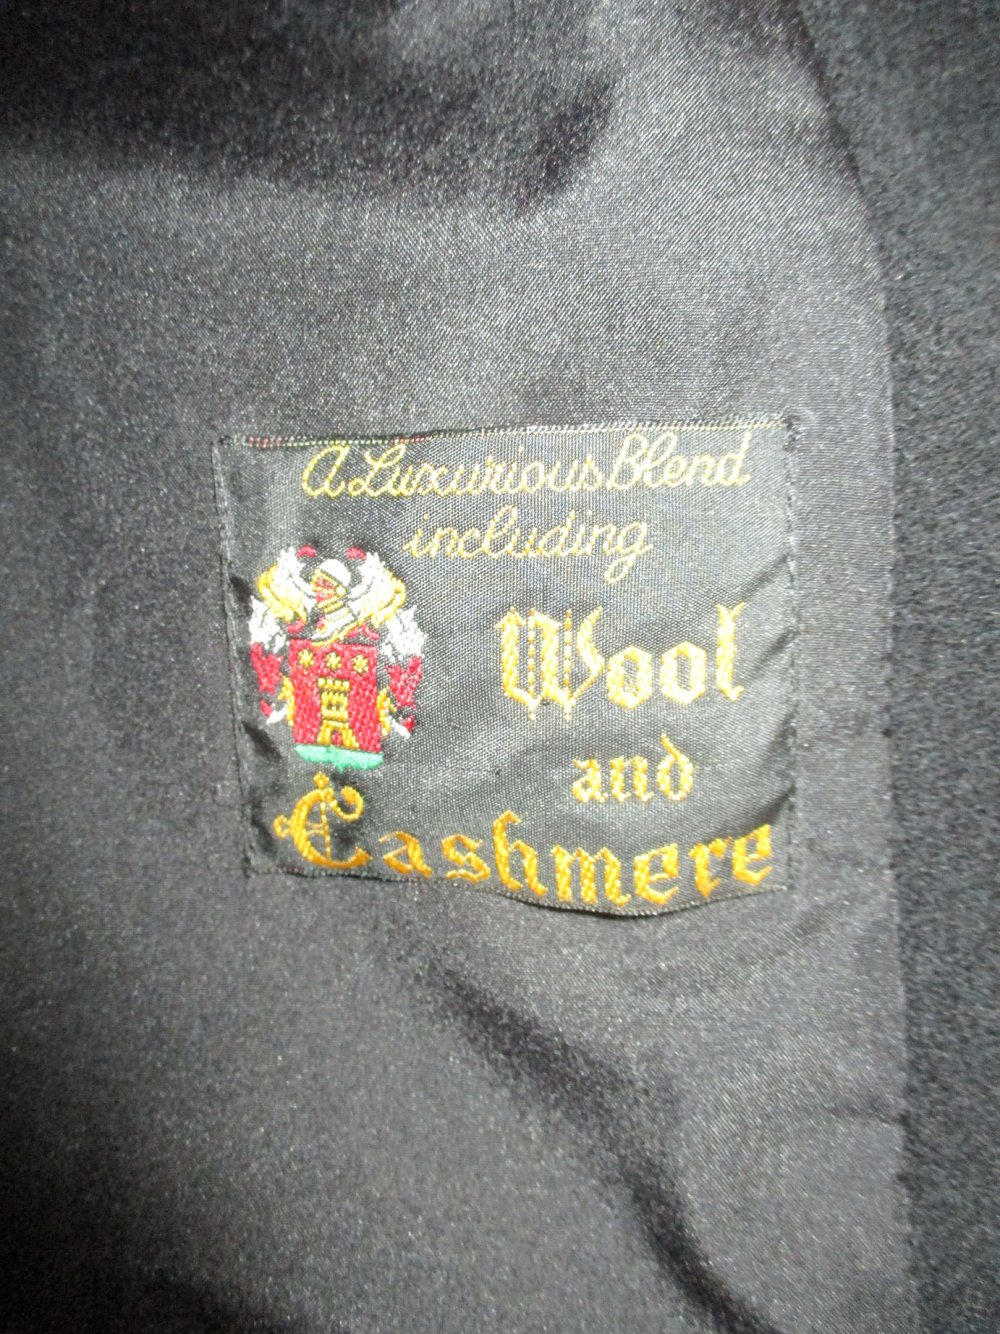 A Luxurious Blend
including
Wool
and
Cashmere